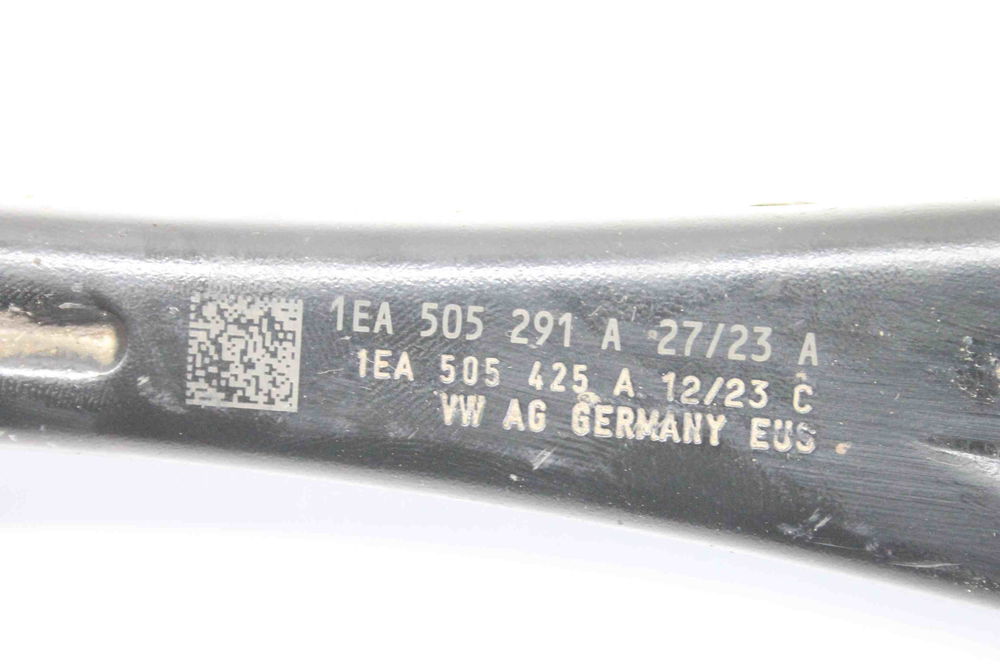 1EA 505 291 A 27/23 A
1EA 505 425 A 12/23 C
VW AG GERMANY EUS